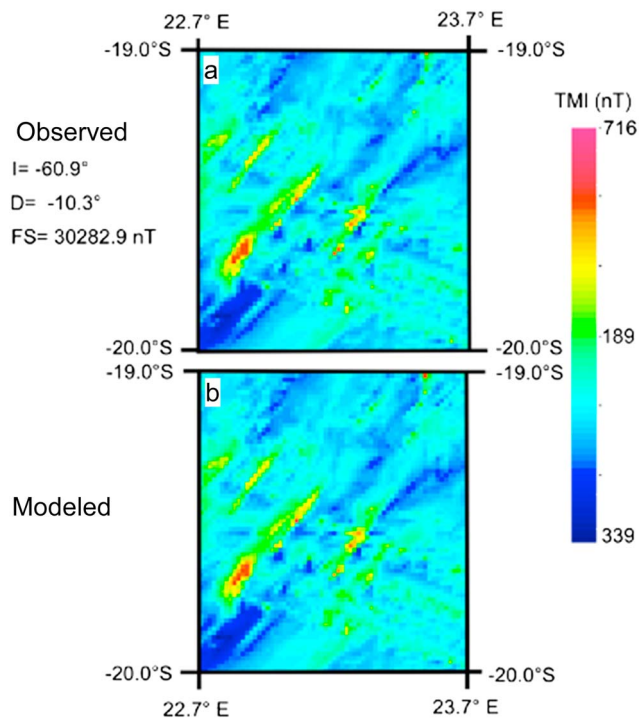 22.7° E
23.7° E
-19.0°S
-19.0°S
a
TMI (nT)
716
Observed
I= -60.9°
D= -10.3°
FS= 30282.9 nT
189
-20.0°S
-20.0°S
-19.0°S
-19.0°S
b
Modeled
339
-20.0°S
-20.0°S
22.7° E
23.7° E